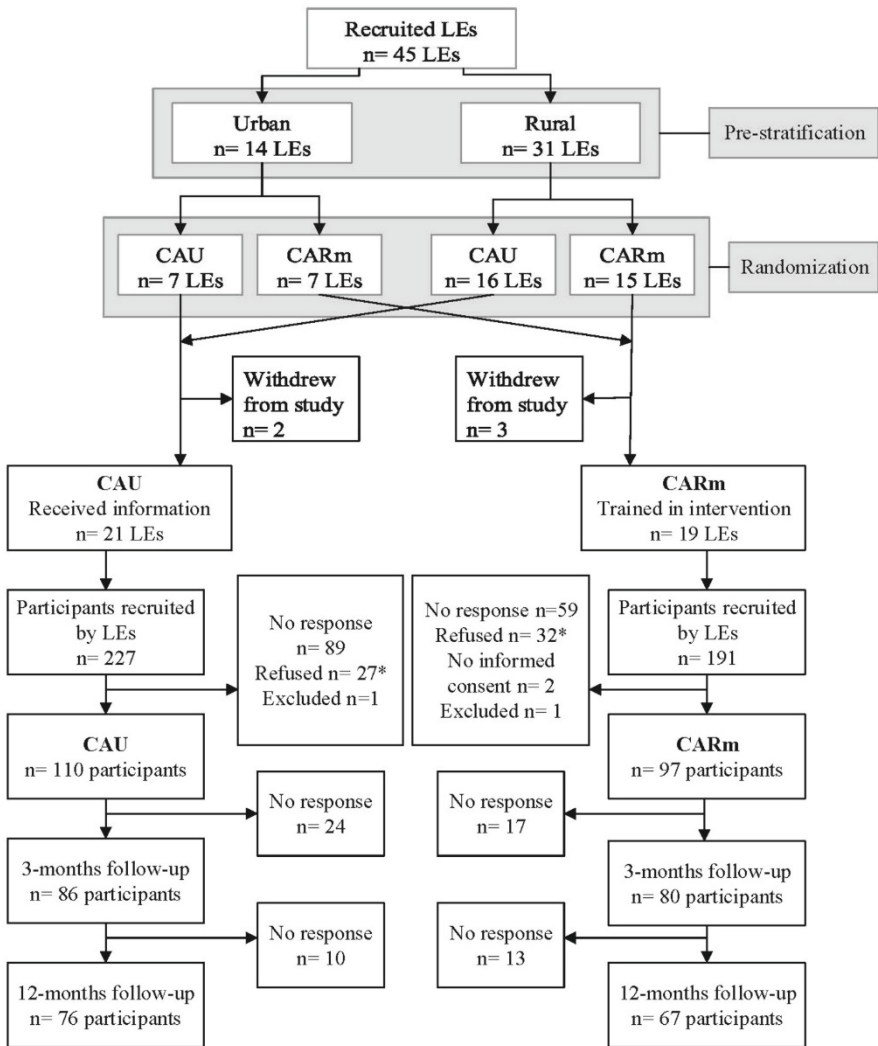 Recruited LEs
n= 45 LEs
Urban
n= 14 LEs
Rural
n= 31 LEs
Pre-stratification
CAU
n= 7 LEs
CARm
n= 7 LEs
CAU
n= 16 LEs
CARm
n= 15 LEs
Randomization
Withdrew
from study
n= 2
Withdrew
from study
n= 3
CAU
Received information
n= 21 LEs
CARm
Trained in intervention
n= 19 LEs
Participants recruited
by LEs
n= 227
No response
n= 89
Refused n= 27*
Excluded n=1
No response n=59
Refused n= 32*
No informed
consent n= 2
Excluded n= 1
Participants recruited
by LEs
n= 191
CAU
n= 110 participants
CARm
n= 97 participants
No response
n= 24
No response
n= 17
3-months follow-up
n= 86 participants
3-months follow-up
n= 80 participants
No response
n= 10
No response
n= 13
12-months follow-up
n= 76 participants
12-months follow-up
n= 67 participants